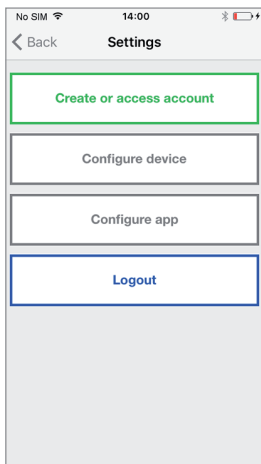 No SIM 14:00
Back Settings
Create or access account
Configure device
Configure app
Logout